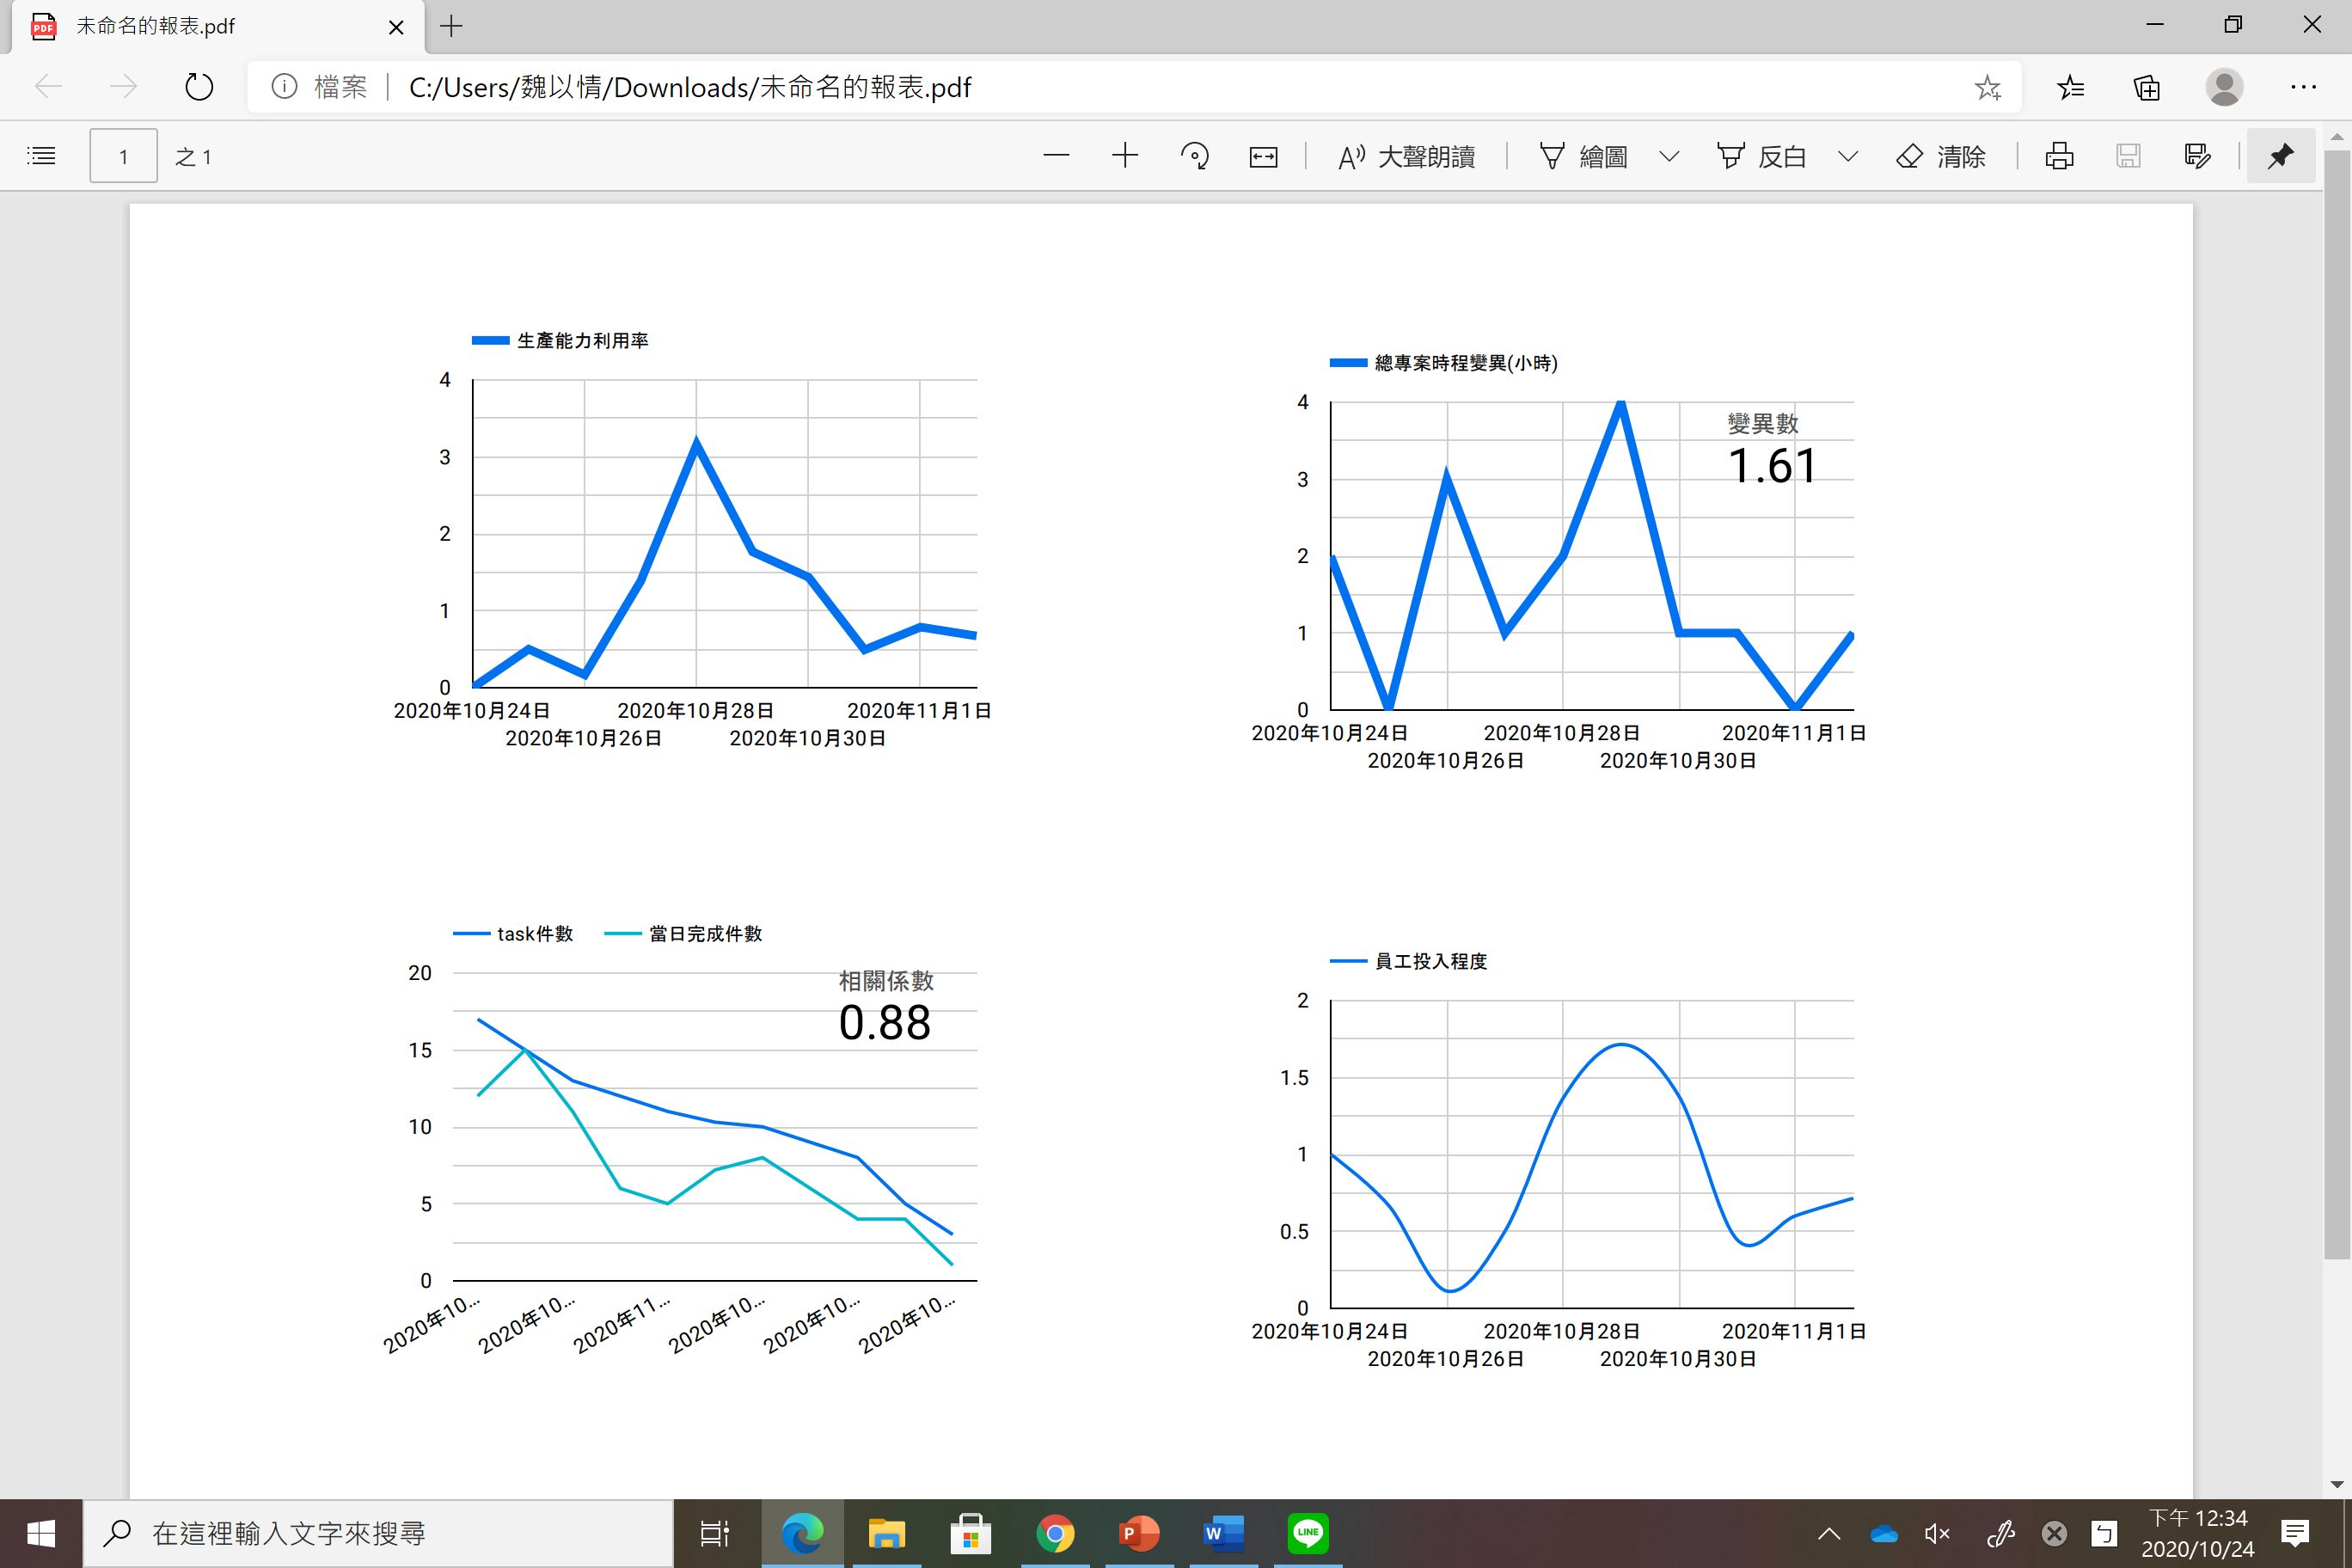 未命名的報表.pdf
檔案
C:/Users/魏以情/Downloads/未命名的報表.pdf
1 之 1
大聲朗讀
繪圖
反白
清除
生產能力利用率
4
3
2
1
0
2020年10月24日
2020年10月28日
2020年11月1日
2020年10月26日
2020年10月30日
總專案時程變異(小時)
變異數
1.61
4
3
2
1
0
2020年10月24日
2020年10月28日
2020年11月1日
2020年10月26日
2020年10月30日
task件數
當日完成件數
相關係數
0.88
20
15
10
5
0
2020年10...
2020年10...
2020年11...
2020年10...
2020年10...
2020年10...
員工投入程度
2
1.5
1
0.5
0
2020年10月24日
2020年10月28日
2020年11月1日
2020年10月26日
2020年10月30日
在這裡輸入文字來搜尋
LINE
ㄅ
下午 12:34
2020/10/24